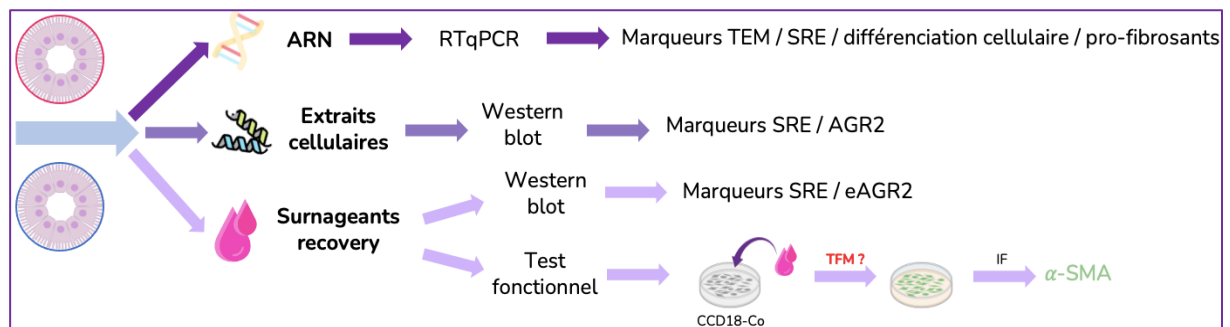 ARN
RTqPCR
Marqueurs TEM / SRE / différenciation cellulaire / pro-fibrosants
Extraits
cellulaires
Western
blot
Marqueurs SRE / AGR2
Surnageants
recovery
Western
blot
Marqueurs SRE / eAGR2
Test
fonctionnel
CCD18-Co
TFM ?
IF
α-SMA